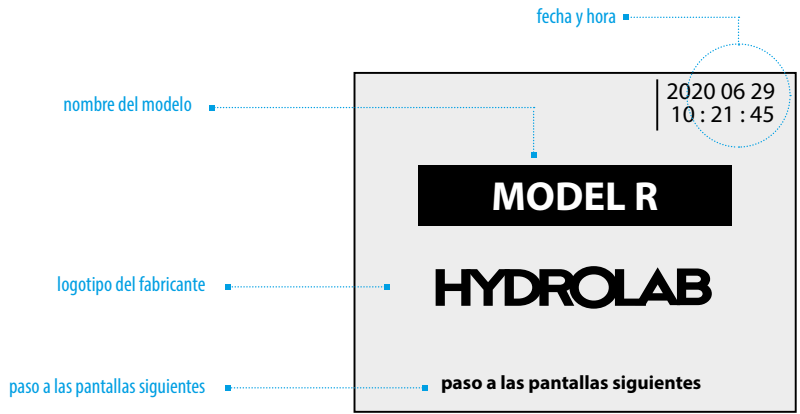 fecha y hora
2020 06 29
10 : 21 : 45
nombre del modelo
MODEL R
logotipo del fabricante
HYDROLAB
paso a las pantallas siguientes
paso a las pantallas siguientes